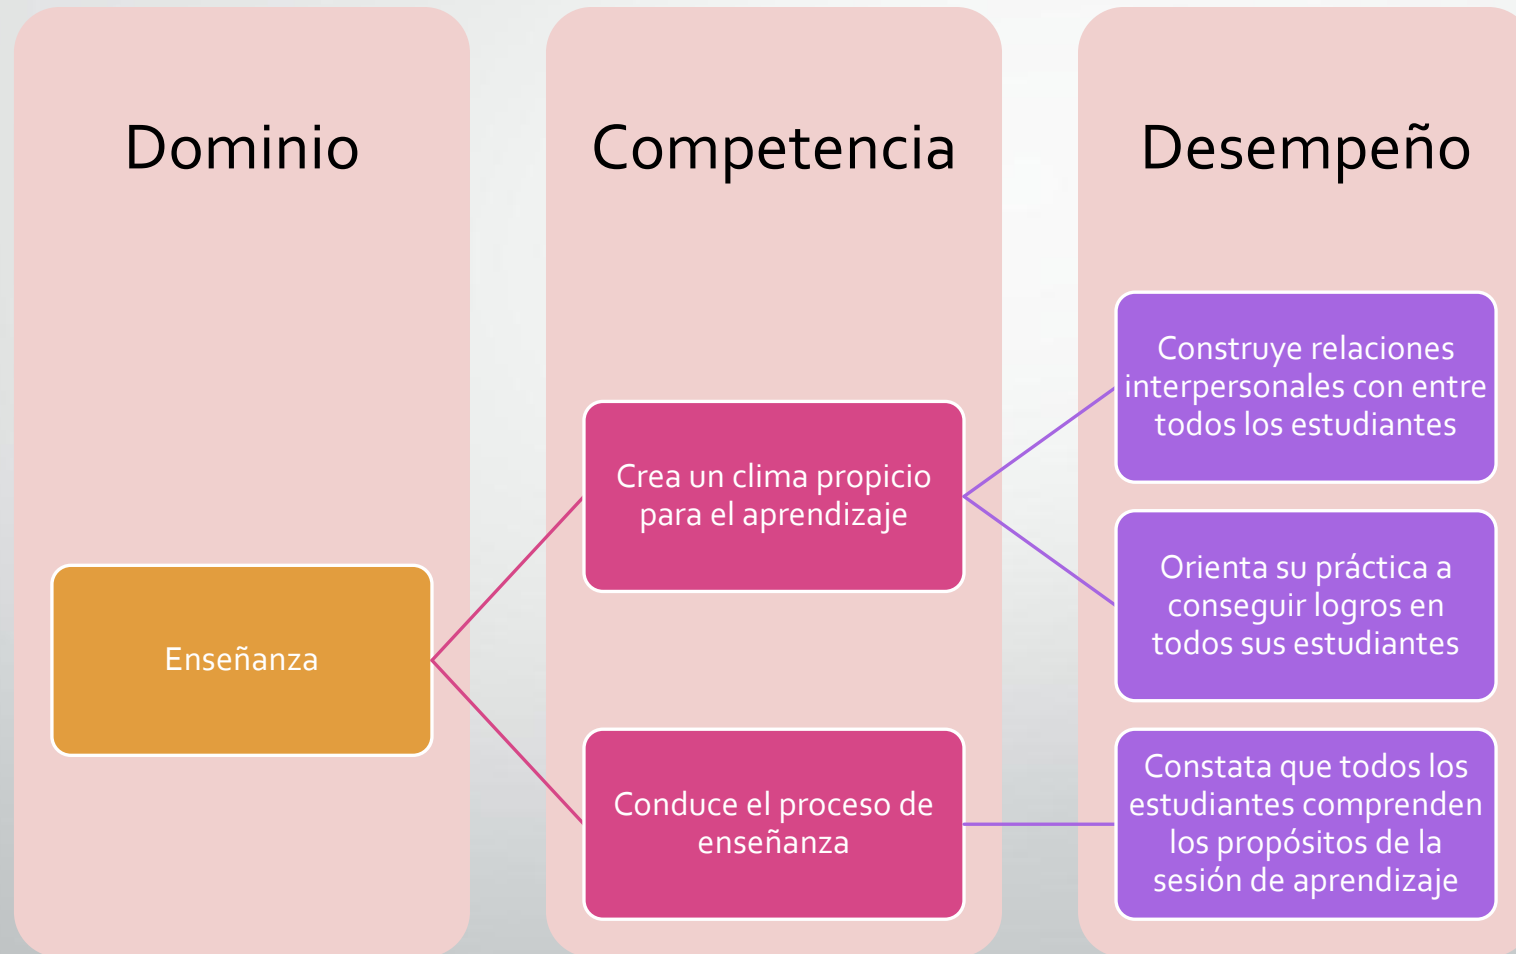 Dominio
Competencia
Desempeño
Enseñanza
Crea un clima propicio
para el aprendizaje
Conduce el proceso de
enseñanza
Construye relaciones
interpersonales con entre
todos los estudiantes
Orienta su práctica a
conseguir logros en
todos sus estudiantes
Constata que todos los
estudiantes comprenden
los propósitos de la
sesión de aprendizaje